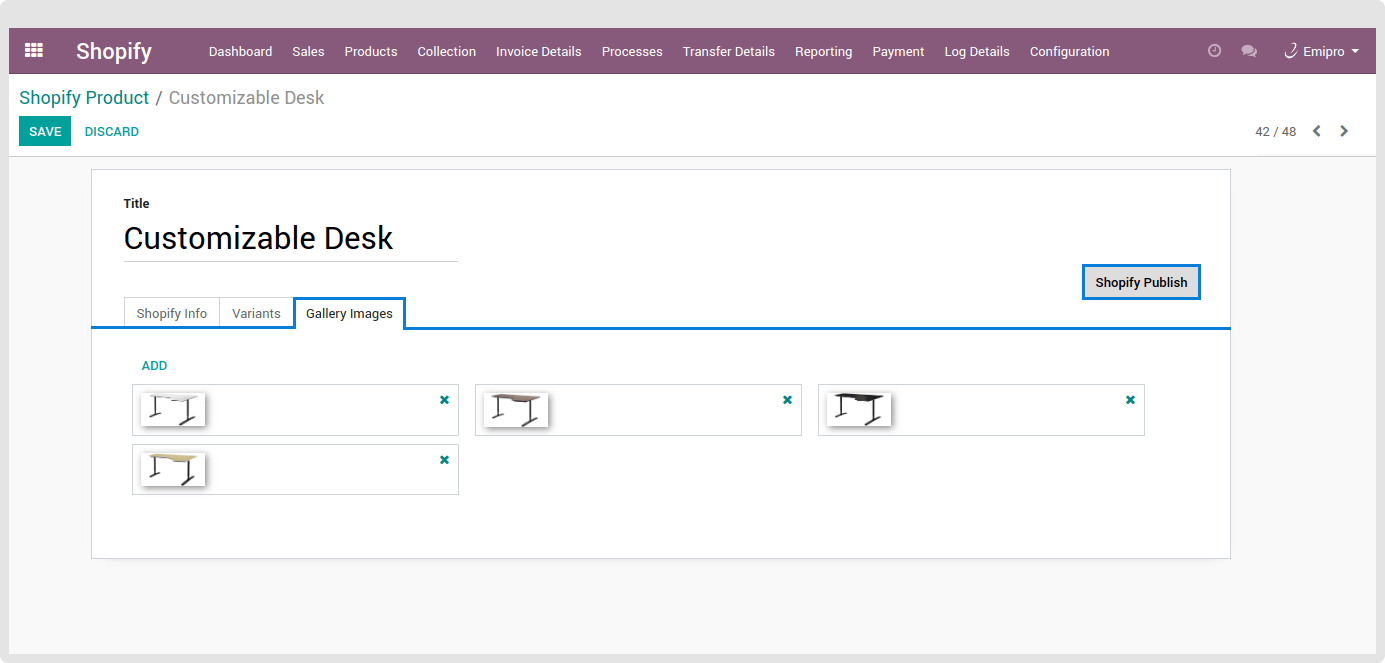 Shopify Dashboard Sales Products Collection Invoice Details Processes Transfer Details Reporting Payment Log Details Configuration Emipro
Shopify Product / Customizable Desk
SAVE DISCARD 42 / 48
Title
Customizable Desk
Shopify Publish
Shopify Info Variants Gallery Images
ADD